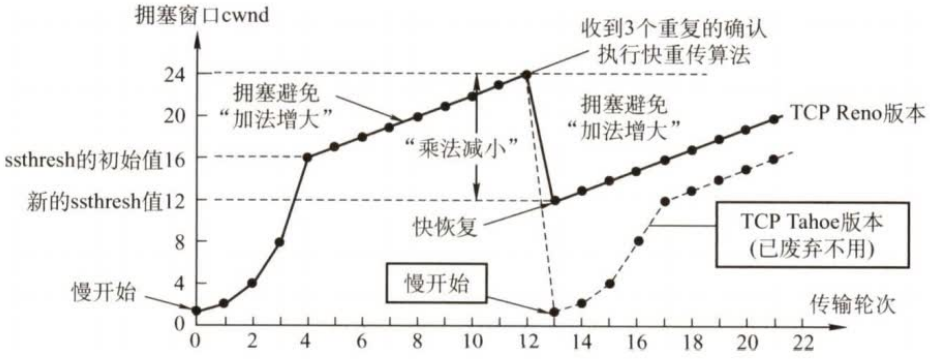 拥塞窗口cwnd
收到3个重复的确认
执行快重传算法
24
拥塞避免
“加法增大”
拥塞避免
“加法增大”
20
TCP Reno版本
“乘法减小”
ssthresh的初始值16
新的ssthresh值12
快恢复
TCP Tahoe版本
(已废弃不用)
8
慢开始
慢开始
4
传输轮次
0
0 2 4 6 8 10 12 14 16 18 20 22